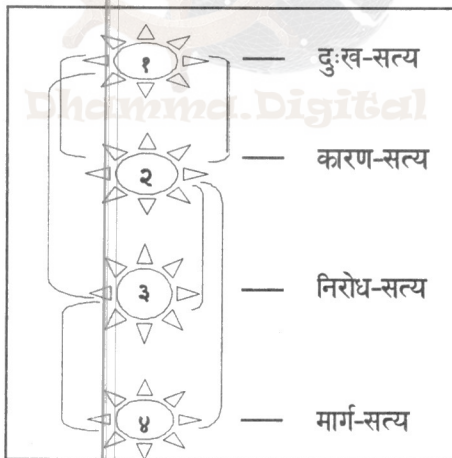 १ — दुःख-सत्य
Dhamma.Digital
२ — कारण-सत्य
३ — निरोध-सत्य
४ — मार्ग-सत्य